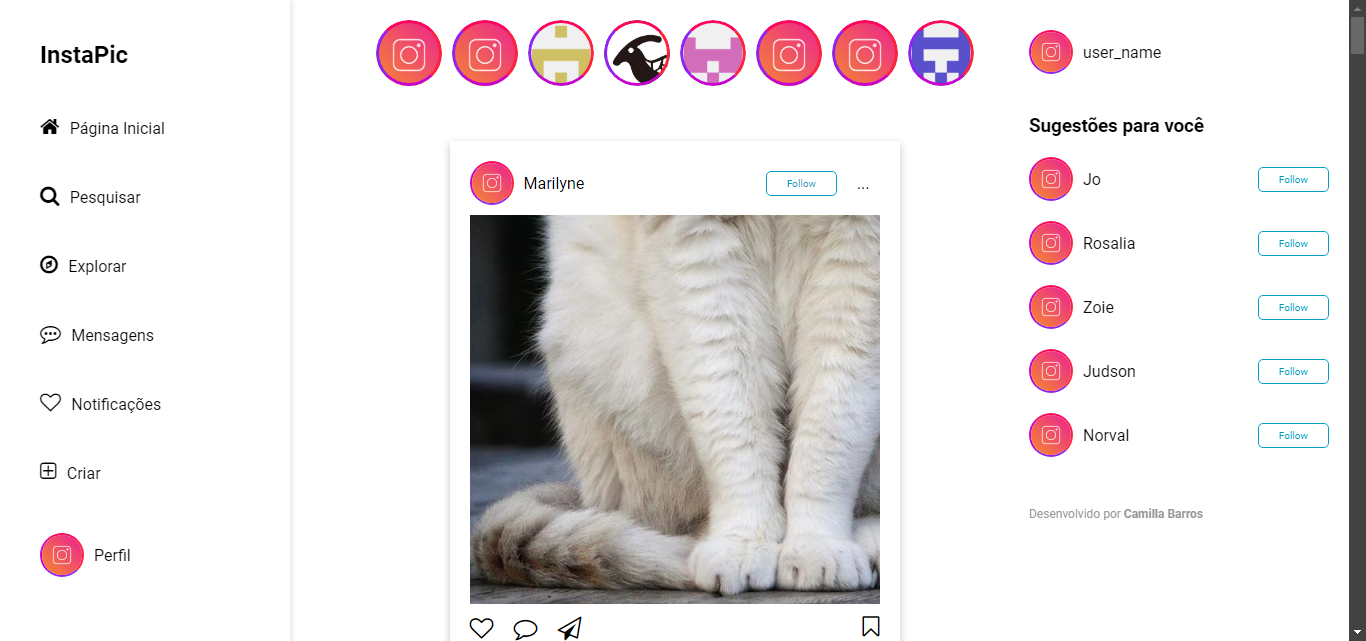 InstaPic
Página Inicial
Pesquisar
Explorar
Mensagens
Notificações
Criar
Perfil
Marilyne
Follow
...
user_name
Sugestões para você
Jo
Follow
Rosalia
Follow
Zoie
Follow
Judson
Follow
Norval
Follow
Desenvolvido por Camilla Barros